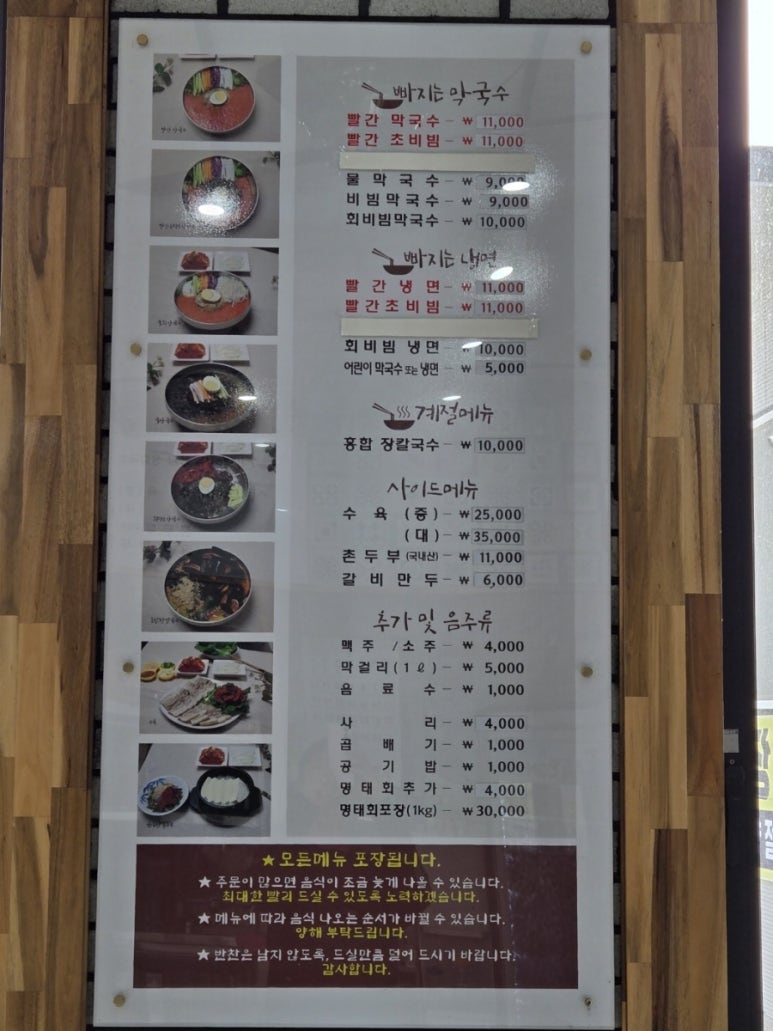 빠지는 막국수
빨간 막국수 - ₩ 11,000
빨간 초비빔 - ₩ 11,000
물막국수 - ₩ 9,000
비빔막국수 - ₩ 9,000
회비빔막국수 - ₩ 10,000
빠지는 냉면
빨간냉면 - ₩ 11,000
빨간초비빔 - ₩ 11,000
회비빔 냉면 - ₩ 10,000
어린이 막국수 또는 냉면 - ₩ 5,000
계절메뉴
홍합 장칼국수 - ₩ 10,000
사이드메뉴
수육 (중) - ₩ 25,000
(대) - ₩ 35,000
촌두부 (국내산) - ₩ 11,000
갈비만두 - ₩ 6,000
추가 및 음주류
맥주 / 소주 - ₩ 4,000
막걸리 (1ℓ) - ₩ 5,000
음료수 - ₩ 1,000
사리 - ₩ 4,000
곱배기 - ₩ 1,000
공기밥 - ₩ 1,000
명태회추가 - ₩ 4,000
명태회포장(1kg) - ₩ 30,000
★ 모든메뉴 포장됩니다.
★ 주문이 많으면 음식이 조금 늦게 나올 수 있습니다.
최대한 빨리 드실 수 있도록 노력하겠습니다.
★ 메뉴에 따라 음식 나오는 순서가 바뀔 수 있습니다.
양해 부탁드립니다.
★ 반찬은 남지 않도록, 드실만큼 덜어 드시기 바랍니다.
감사합니다.